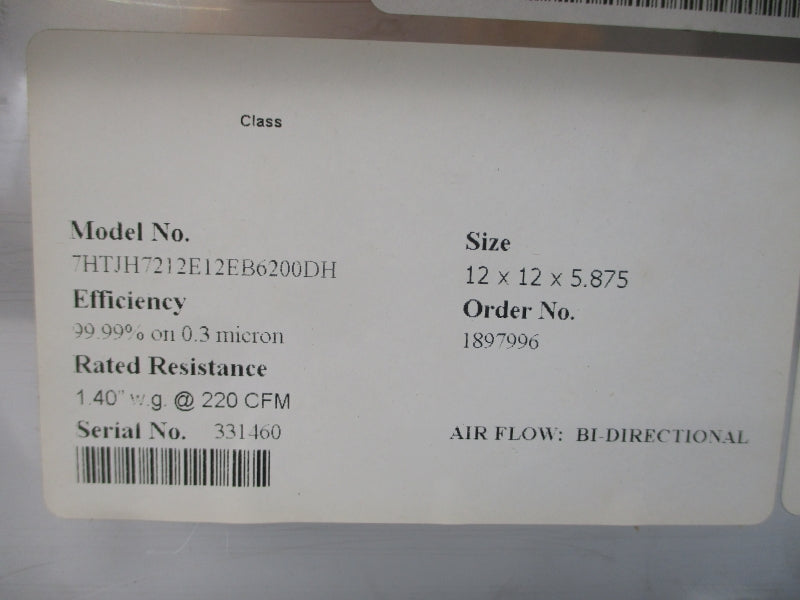 Class
Model No.
7HTJH7212E12EB6200DH
Efficiency
99.99% on 0.3 micron
Rated Resistance
1.40" w.g. @ 220 CFM
Serial No. 331460
Size
12 x 12 x 5.875
Order No.
1897996
AIR FLOW: BI-DIRECTIONAL